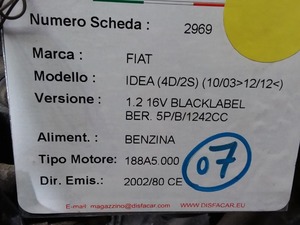 Numero Scheda : 2969
Marca : FIAT
Modello : IDEA (4D/2S) (10/03>12/12<)
Versione : 1.2 16V BLACKLABEL
BER. 5P/B/1242CC
Aliment. : BENZINA
Tipo Motore: 188A5.000
Dir. Emis.: 2002/80 CE
07
E-mail: magazzino@disfacar.eu WWW.DISFACAR.EU